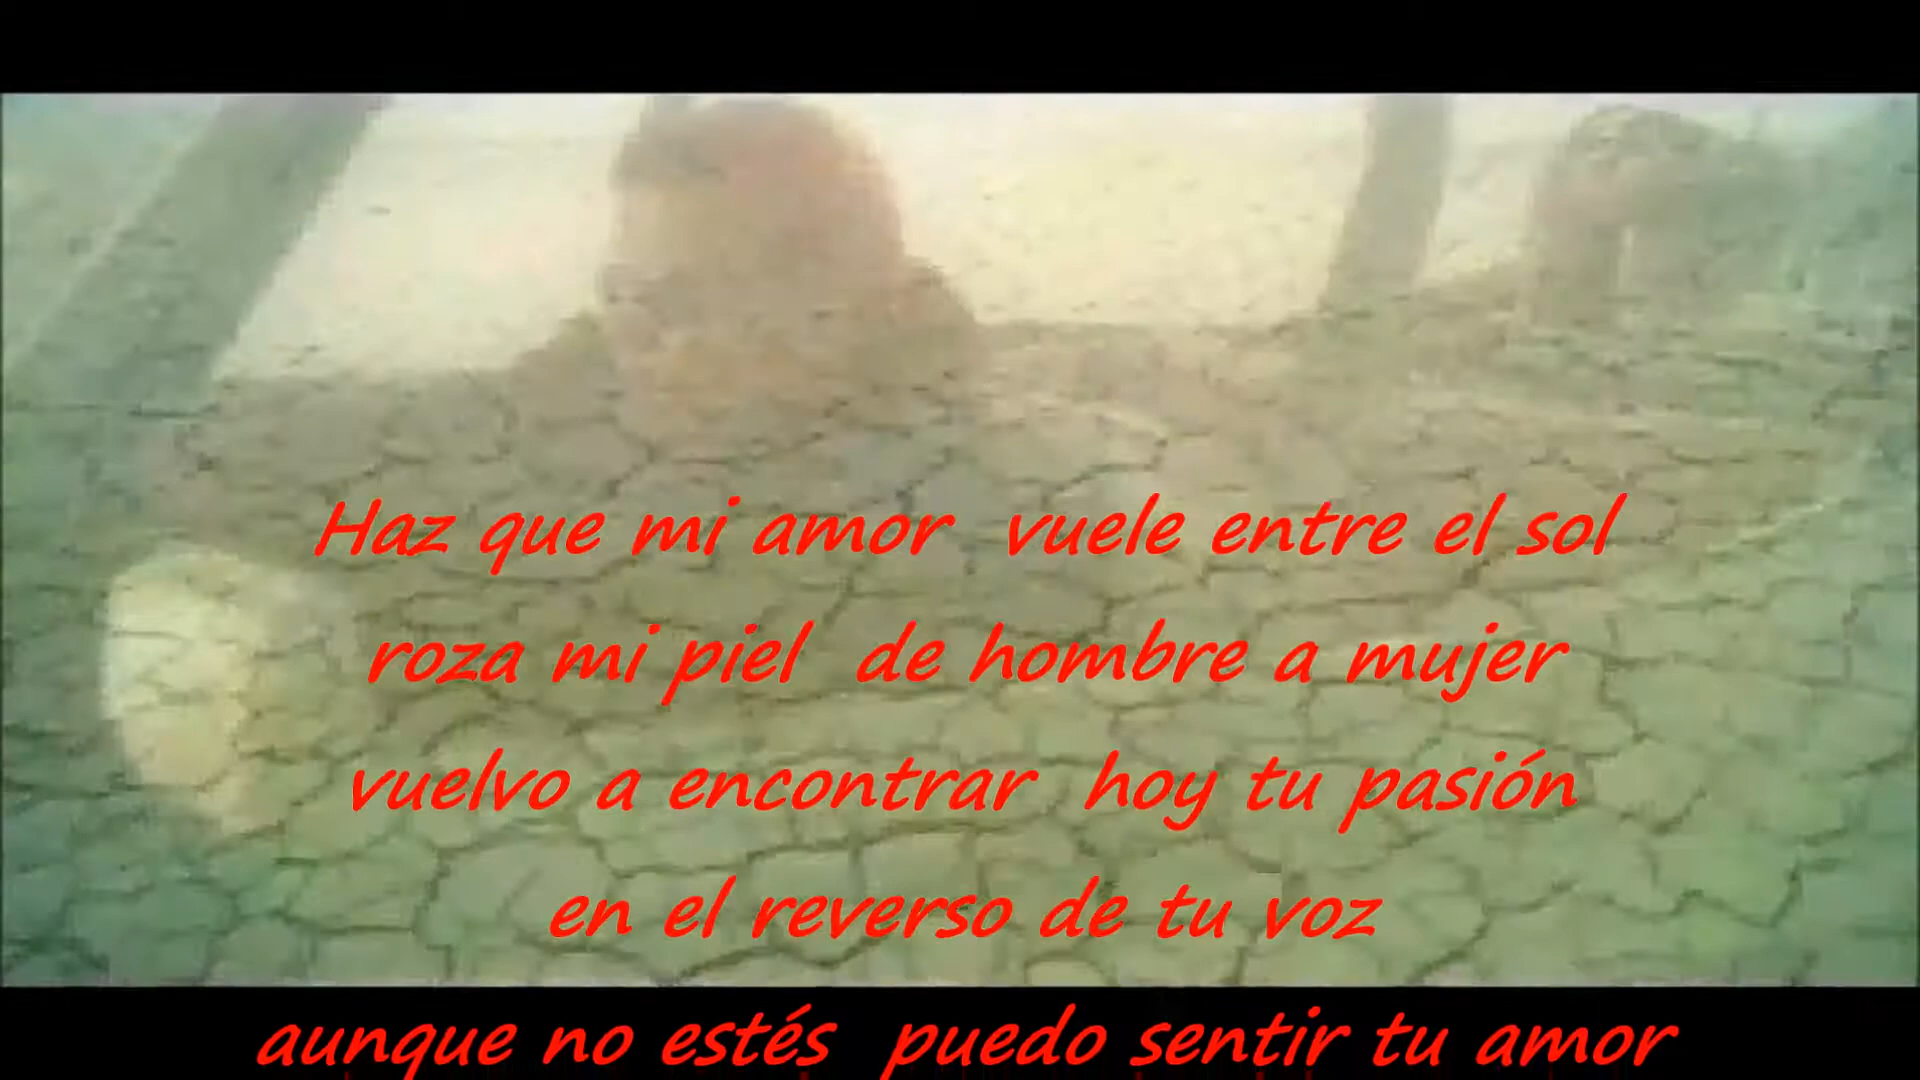 Haz que mi amor vuele entre el sol
roza mi piel de hombre a mujer
vuelvo a encontrar hoy tu pasión
en el reverso de tu voz
aunque no estés puedo sentir tu amor